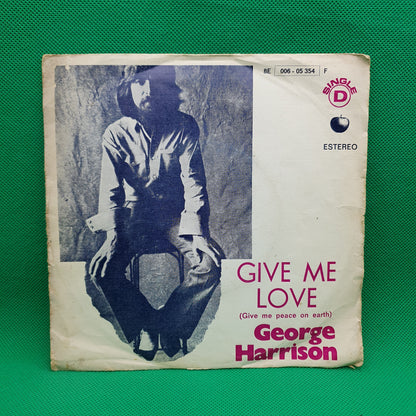 8E 006 - 05 354 F
SINGLE
D
ESTEREO
GIVE ME
LOVE
(Give me peace on earth)
George
Harrison